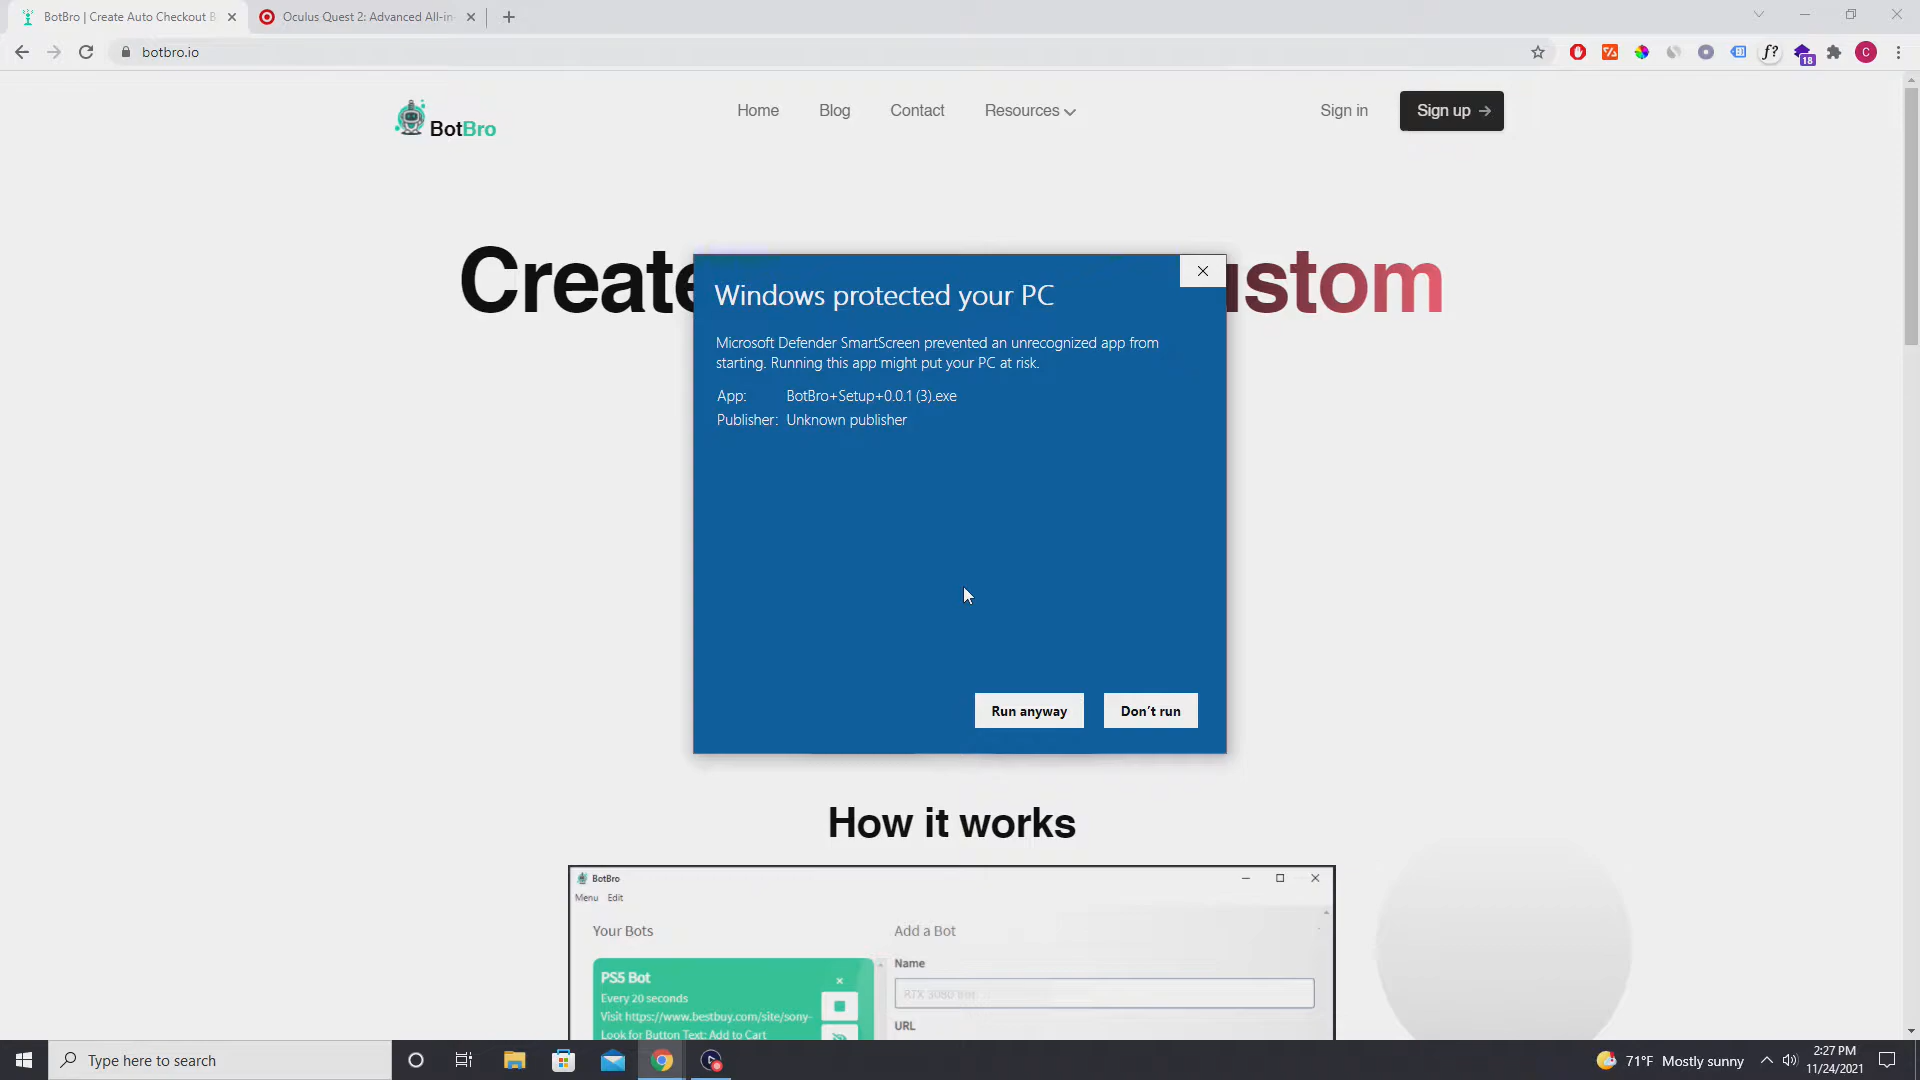 BotBro | Create Auto Checkout B
Oculus Quest 2: Advanced All-in-
botbro.io
f?
C
18
BotBro
Home
Blog
Contact
Resources
Sign in
Sign up →
Create
ustom
Windows protected your PC
Microsoft Defender SmartScreen prevented an unrecognized app from
starting. Running this app might put your PC at risk.
App: BotBro+Setup+0.0.1 (3).exe
Publisher: Unknown publisher
Run anyway
Don't run
How it works
BotBro
Menu Edit
Your Bots
Add a Bot
PS5 Bot
Every 20 seconds
Visit https://www.bestbuy.com/site/sony-
Look for Button Text: Add to Cart
Name
RTX 3080 Bot
URL
Type here to search
71°F Mostly sunny
2:27 PM
11/24/2021